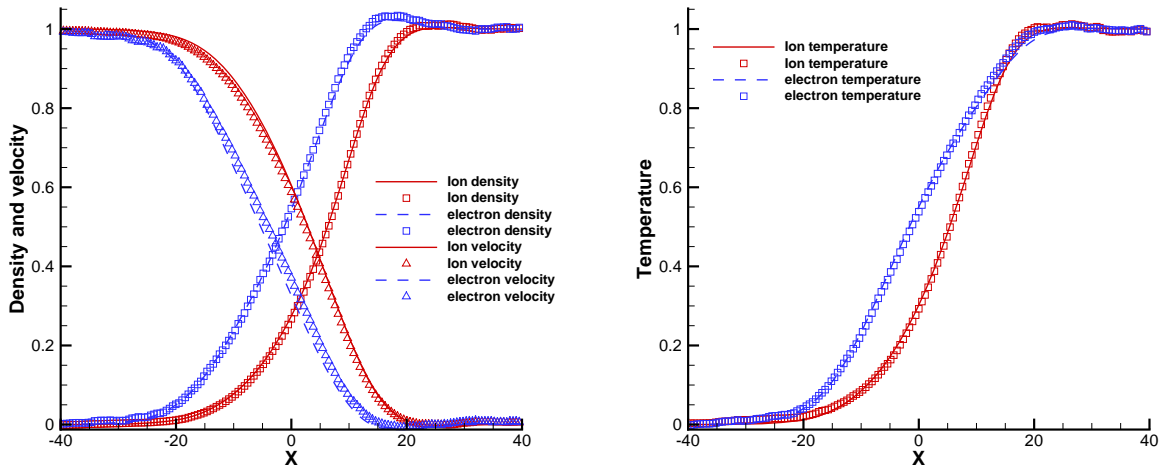 1
0.8
0.6
0.4
0.2
0
Density and velocity
-40
-20
0
20
40
X
Ion density
Ion density
electron density
electron density
Ion velocity
Ion velocity
electron velocity
electron velocity
1
0.8
0.6
0.4
0.2
0
Temperature
-40
-20
0
20
40
X
Ion temperature
Ion temperature
electron temperature
electron temperature